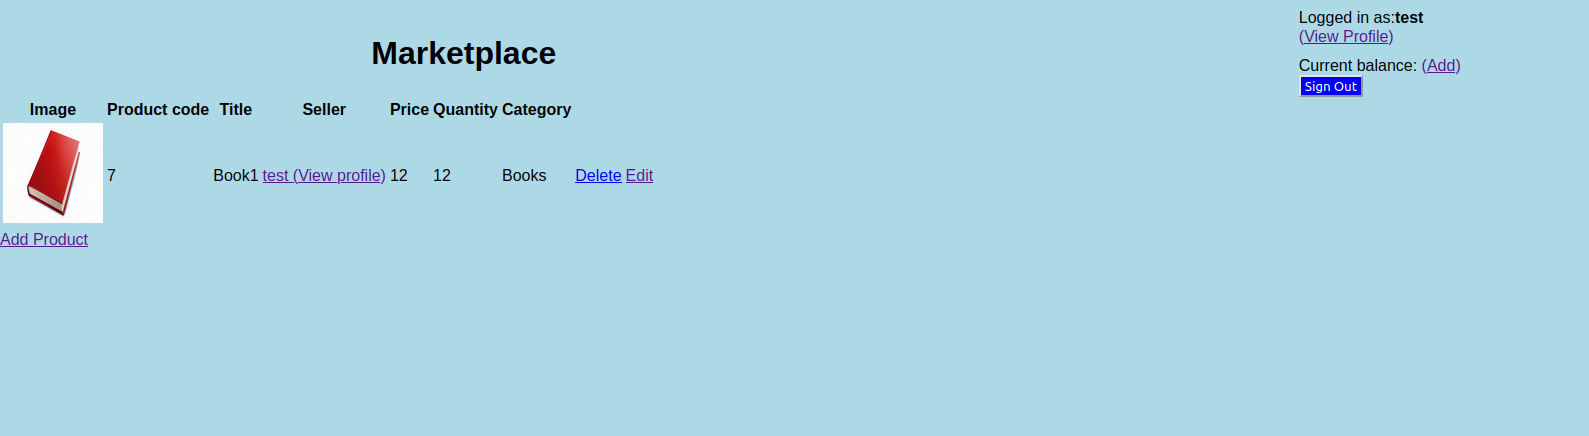 Logged in as:test
(View Profile)
Marketplace
Current balance: (Add)
Sign Out
Image Product code Title Seller Price Quantity Category
7 Book1 test (View profile) 12 12 Books Delete Edit
Add Product